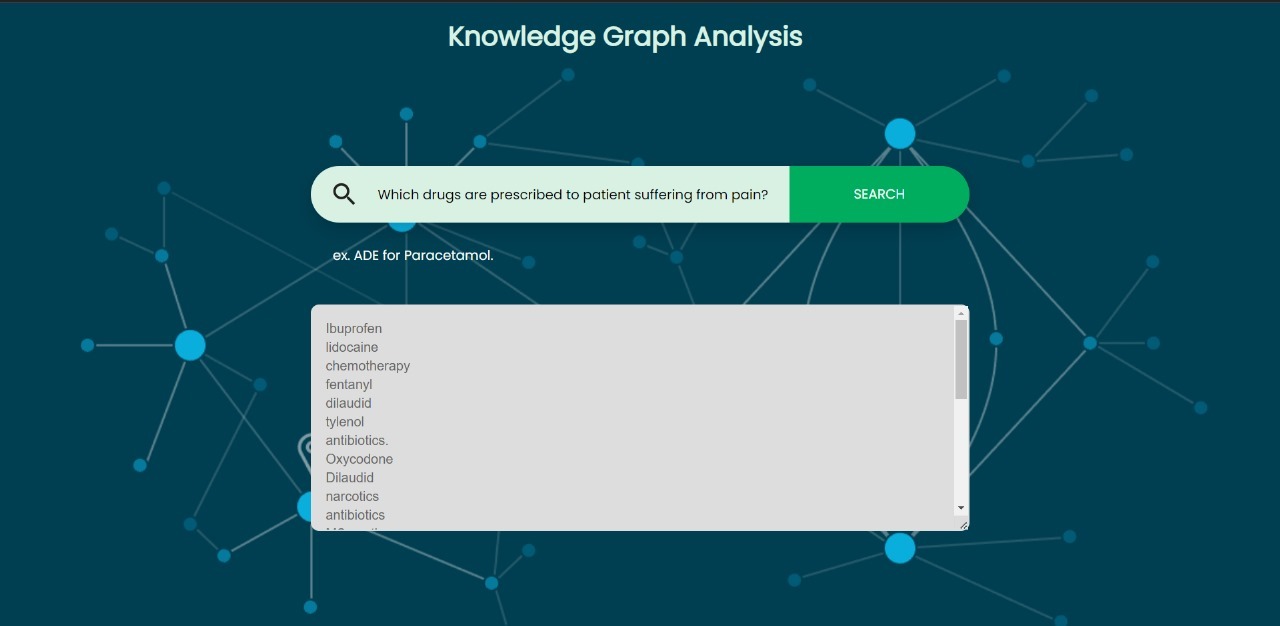 Knowledge Graph Analysis
Which drugs are prescribed to patient suffering from pain?
SEARCH
ex. ADE for Paracetamol.
Ibuprofen
lidocaine
chemotherapy
fentanyl
dilaudid
tylenol
antibiotics.
Oxycodone
Dilaudid
narcotics
antibiotics